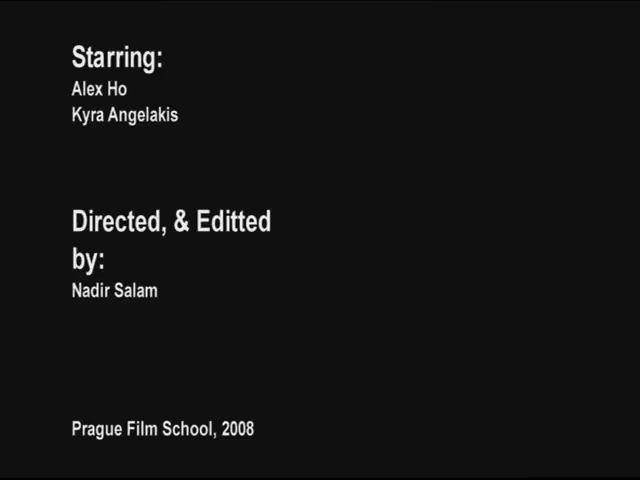 Starring:
Alex Ho
Kyra Angelakis
Directed, & Editted
by:
Nadir Salam
Prague Film School, 2008